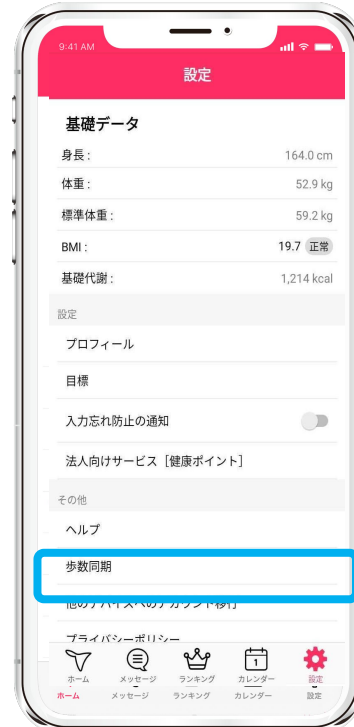 9:41 AM
設定
基礎データ
身長 : 164.0 cm
体重 : 52.9 kg
標準体重 : 59.2 kg
BMI : 19.7 正常
基礎代謝 : 1,214 kcal
設定
プロフィール
目標
入力忘れ防止の通知
法人向けサービス［健康ポイント］
その他
ヘルプ
歩数同期
他のデバイスへのアカウント移行
プライバシーポリシー
1
ホーム メッセージ ランキング カレンダー 設定
ホーム メッセージ ランキング カレンダー 設定